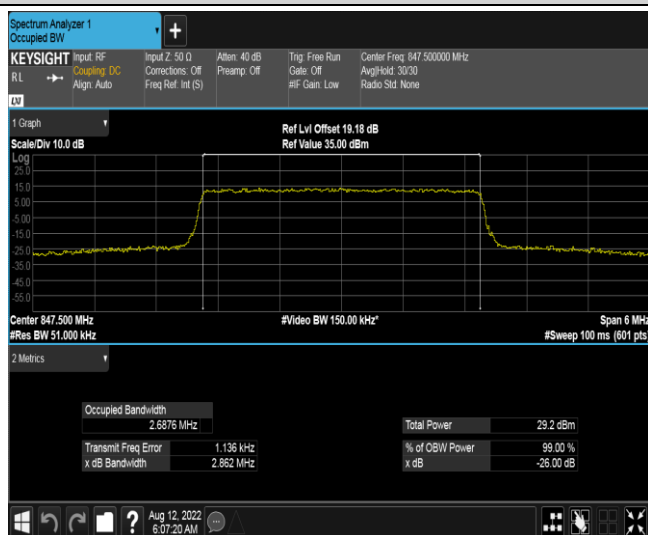 Spectrum Analyzer 1
Occupied BW
+
KEYSIGHT
R L
LXI
Input: RF
Coupling: DC
Align: Auto
Input Z: 50 Ω
Corrections: Off
Freq Ref: Int (S)
Atten: 40 dB
Preamp: Off
Trig: Free Run
Gate: Off
#IF Gain: Low
Center Freq: 847.500000 MHz
Avg|Hold: 30/30
Radio Std: None
1 Graph
Scale/Div 10.0 dB
Ref Lvl Offset 19.18 dB
Ref Value 35.00 dBm
Log
25.0
15.0
5.00
-5.00
-15.0
-25.0
-35.0
-45.0
-55.0
Center 847.500 MHz
#Video BW 150.00 kHz*
Span 6 MHz
#Res BW 51.000 kHz
#Sweep 100 ms (601 pts)
2 Metrics
Occupied Bandwidth
2.6876 MHz
Total Power 29.2 dBm
Transmit Freq Error 1.136 kHz
% of OBW Power 99.00 %
x dB Bandwidth 2.862 MHz
x dB -26.00 dB
?
Aug 12, 2022
6:07:20 AM